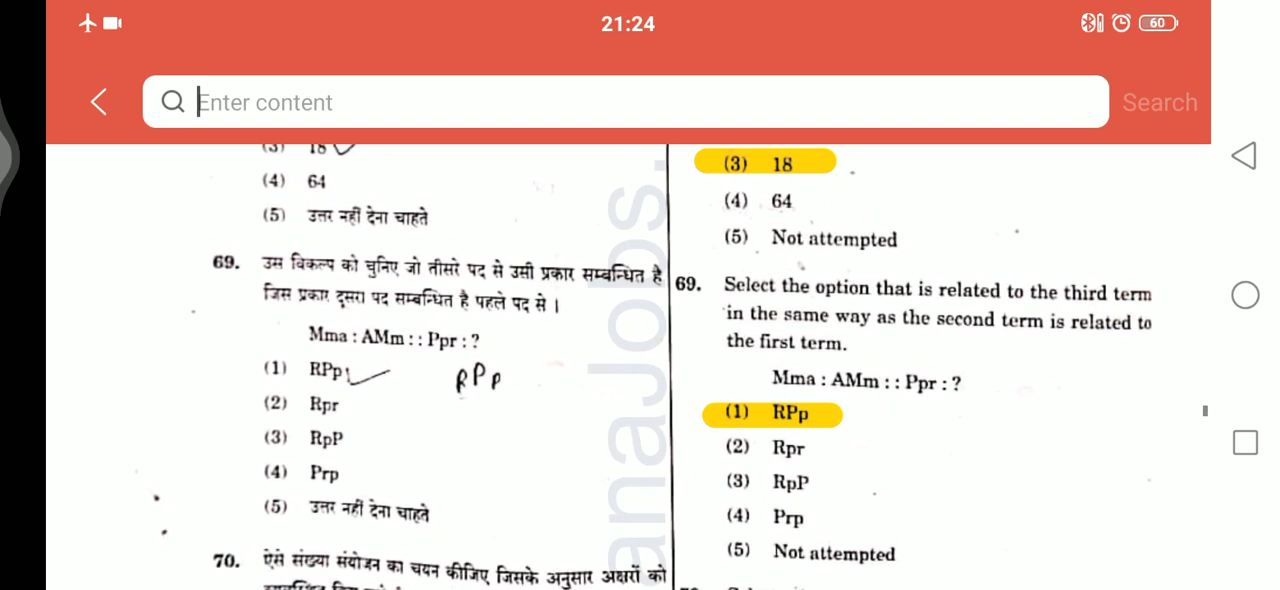 21:24
60
Enter content
Search
(3) 18
(4) 64
(5) उत्तर नहीं देना चाहते
69. उस विकल्प को चुनिए जो तीसरे पद से उसी प्रकार सम्बन्धित है
जिस प्रकार दूसरा पद सम्बन्धित है पहले पद से ।
Mma : AMm : : Ppr : ?
(1) RPp
RPp
(2) Rpr
(3) RpP
(4) Prp
(5) उत्तर नहीं देना चाहते
70. ऐसे संख्या संयोजन का चयन कीजिए जिसके अनुसार अक्षरों को
anaJobs.
(3) 18
(4) 64
(5) Not attempted
69. Select the option that is related to the third term
in the same way as the second term is related to
the first term.
Mma : AMm : : Ppr : ?
(1) RPp
(2) Rpr
(3) RpP
(4) Prp
(5) Not attempted